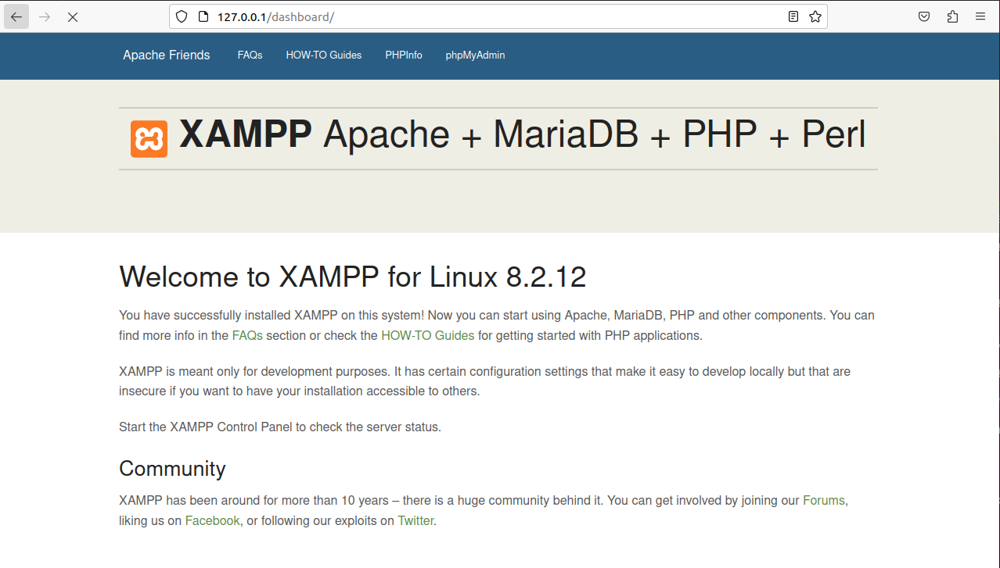 127.0.0.1/dashboard/
Apache Friends FAQs HOW-TO Guides PHPInfo phpMyAdmin
XAMPP Apache + MariaDB + PHP + Perl
Welcome to XAMPP for Linux 8.2.12
You have successfully installed XAMPP on this system! Now you can start using Apache, MariaDB, PHP and other components. You can
find more info in the FAQs section or check the HOW-TO Guides for getting started with PHP applications.
XAMPP is meant only for development purposes. It has certain configuration settings that make it easy to develop locally but that are
insecure if you want to have your installation accessible to others.
Start the XAMPP Control Panel to check the server status.
Community
XAMPP has been around for more than 10 years – there is a huge community behind it. You can get involved by joining our Forums,
liking us on Facebook, or following our exploits on Twitter.